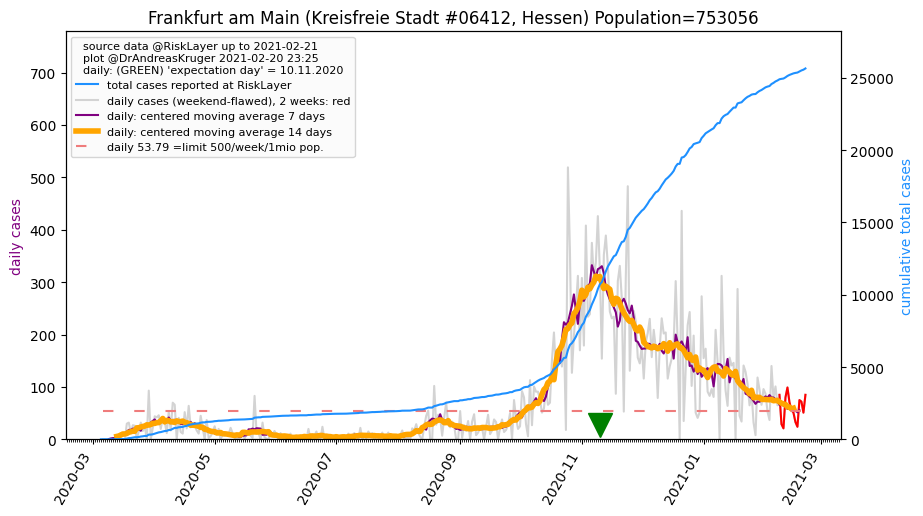 Frankfurt am Main (Kreisfreie Stadt #06412, Hessen) Population=753056
source data @RiskLayer up to 2021-02-21
plot @DrAndreasKruger 2021-02-20 23:25
daily: (GREEN) 'expectation day' = 10.11.2020
total cases reported at RiskLayer
daily cases (weekend-flawed), 2 weeks: red
daily: centered moving average 7 days
daily: centered moving average 14 days
daily 53.79 =limit 500/week/1mio pop.
daily cases
700
600
500
400
300
200
100
0
cumulative total cases
25000
20000
15000
10000
5000
0
2020-03
2020-05
2020-07
2020-09
2020-11
2021-01
2021-03